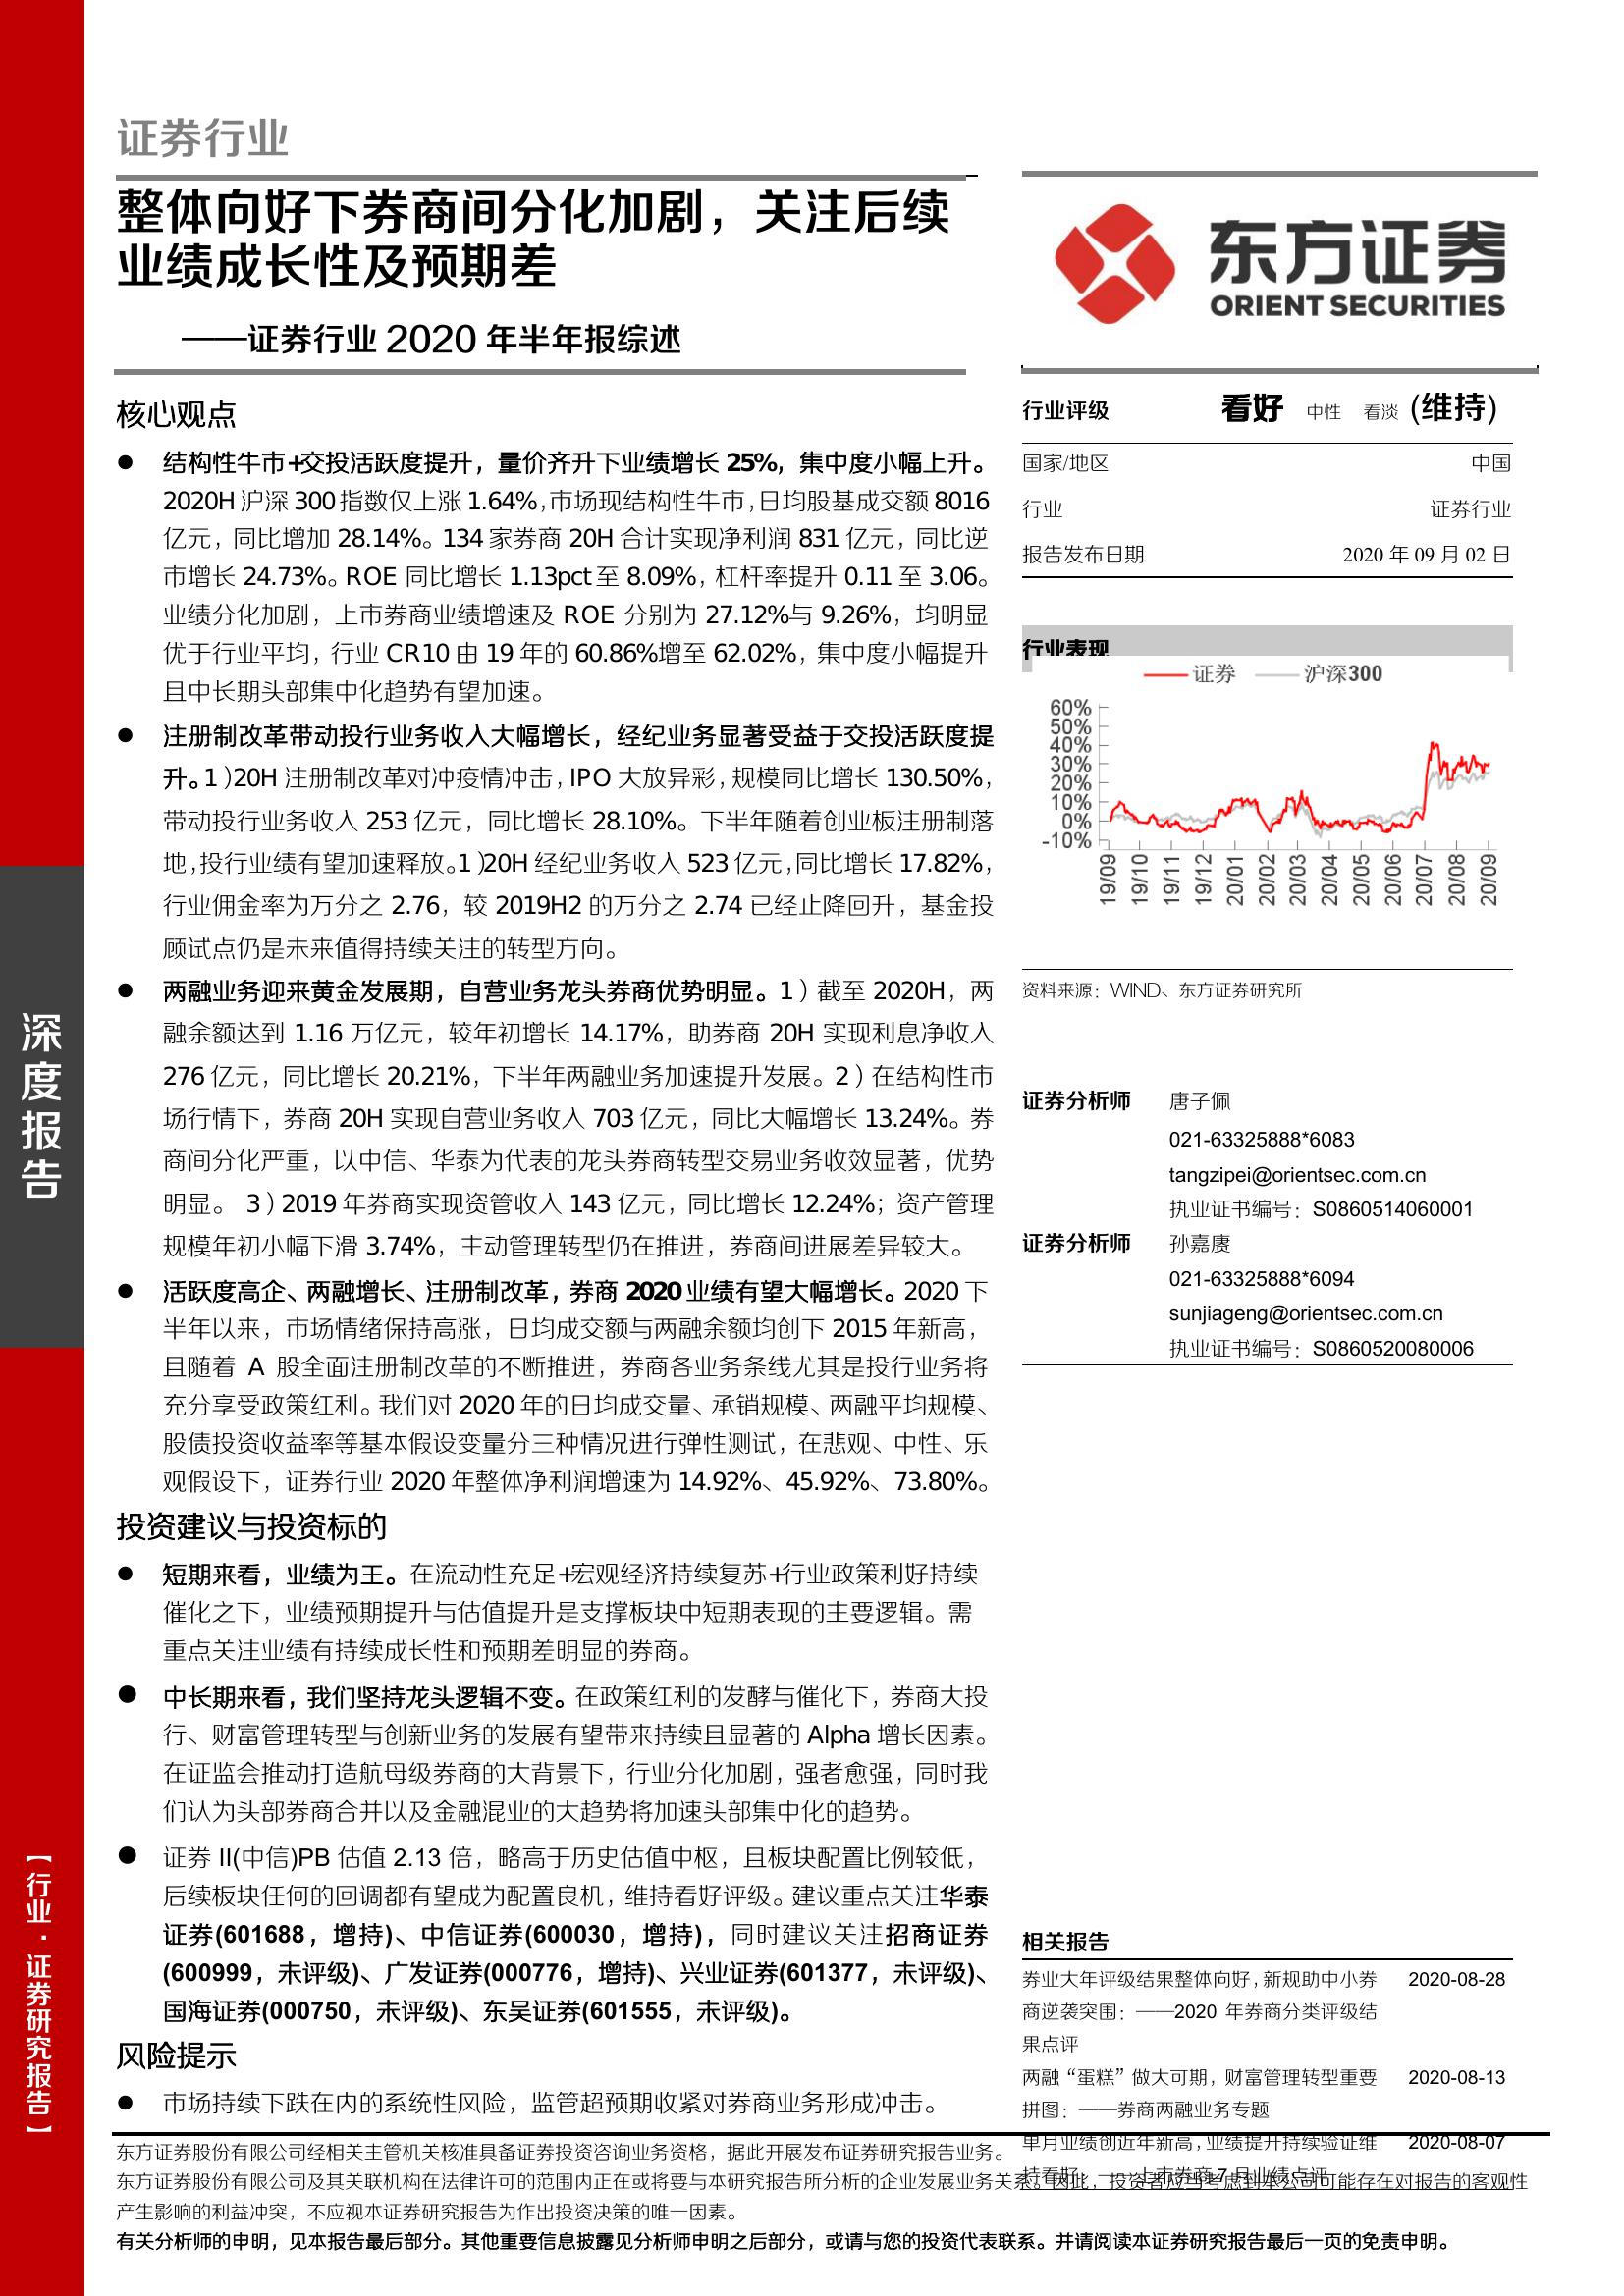 证券行业
整体向好下券商间分化加剧，关注后续
业绩成长性及预期差
——证券行业 2020 年半年报综述
核心观点
● 结构性牛市+交投活跃度提升，量价齐升下业绩增长 25%，集中度小幅上升。
2020H 沪深 300 指数仅上涨 1.64%，市场现结构性牛市，日均股基成交额 8016
亿元，同比增加 28.14%。134 家券商 20H 合计实现净利润 831 亿元，同比逆
市增长 24.73%。ROE 同比增长 1.13pct 至 8.09%，杠杆率提升 0.11 至 3.06。
业绩分化加剧，上市券商业绩增速及 ROE 分别为 27.12%与 9.26%，均明显
优于行业平均，行业 CR10 由 19 年的 60.86%增至 62.02%，集中度小幅提升
且中长期头部集中化趋势有望加速。
● 注册制改革带动投行业务收入大幅增长，经纪业务显著受益于交投活跃度提
升。1）20H 注册制改革对冲疫情冲击，IPO 大放异彩，规模同比增长 130.50%，
带动投行业务收入 253 亿元，同比增长 28.10%。下半年随着创业板注册制落
地，投行业绩有望加速释放。1）20H 经纪业务收入 523 亿元，同比增长 17.82%，
行业佣金率为万分之 2.76，较 2019H2 的万分之 2.74 已经止降回升，基金投
顾试点仍是未来值得持续关注的转型方向。
● 两融业务迎来黄金发展期，自营业务龙头券商优势明显。1）截至 2020H，两
融余额达到 1.16 万亿元，较年初增长 14.17%，助券商 20H 实现利息净收入
276 亿元，同比增长 20.21%，下半年两融业务加速提升发展。2）在结构性市
场行情下，券商 20H 实现自营业务收入 703 亿元，同比大幅增长 13.24%。券
商间分化严重，以中信、华泰为代表的龙头券商转型交易业务收效显著，优势
明显。 3）2019 年券商实现资管收入 143 亿元，同比增长 12.24%；资产管理
规模年初小幅下滑 3.74%，主动管理转型仍在推进，券商间进展差异较大。
● 活跃度高企、两融增长、注册制改革，券商 2020 业绩有望大幅增长。2020 下
半年以来，市场情绪保持高涨，日均成交额与两融余额均创下 2015 年新高，
且随着 A 股全面注册制改革的不断推进，券商各业务条线尤其是投行业务将
充分享受政策红利。我们对 2020 年的日均成交量、承销规模、两融平均规模、
股债投资收益率等基本假设变量分三种情况进行弹性测试，在悲观、中性、乐
观假设下，证券行业 2020 年整体净利润增速为 14.92%、45.92%、73.80%。
投资建议与投资标的
● 短期来看，业绩为王。在流动性充足+宏观经济持续复苏+行业政策利好持续
催化之下，业绩预期提升与估值提升是支撑板块中短期表现的主要逻辑。需
重点关注业绩有持续成长性和预期差明显的券商。
● 中长期来看，我们坚持龙头逻辑不变。在政策红利的发酵与催化下，券商大投
行、财富管理转型与创新业务的发展有望带来持续且显著的 Alpha 增长因素。
在证监会推动打造航母级券商的大背景下，行业分化加剧，强者愈强，同时我
们认为头部券商合并以及金融混业的大趋势将加速头部集中化的趋势。
● 证券 II(中信)PB 估值 2.13 倍，略高于历史估值中枢，且板块配置比例较低，
后续板块任何的回调都有望成为配置良机，维持看好评级。建议重点关注华泰
证券(601688，增持)、中信证券(600030，增持)，同时建议关注招商证券
(600999，未评级)、广发证券(000776，增持)、兴业证券(601377，未评级)、
国海证券(000750，未评级)、东吴证券(601555，未评级)。
风险提示
● 市场持续下跌在内的系统性风险，监管超预期收紧对券商业务形成冲击。
东方证券
ORIENT SECURITIES
行业评级 看好 中性 看淡 (维持)
国家/地区 中国
行业 证券行业
报告发布日期 2020 年 09 月 02 日
行业表现
证券 沪深300
60%
50%
40%
30%
20%
10%
0%
-10%
19/09 19/10 19/11 19/12 20/01 20/02 20/03 20/04 20/05 20/06 20/07 20/08 20/09
资料来源：WIND、东方证券研究所
证券分析师 唐子佩
021-63325888*6083
tangzipei@orientsec.com.cn
执业证书编号：S0860514060001
证券分析师 孙嘉赓
021-63325888*6094
sunjiageng@orientsec.com.cn
执业证书编号：S0860520080006
相关报告
券业大年评级结果整体向好，新规助中小券 2020-08-28
商逆袭突围：——2020 年券商分类评级结
果点评
两融“蛋糕”做大可期，财富管理转型重要 2020-08-13
拼图：——券商两融业务专题
单月业绩创近年新高，业绩提升持续验证维 2020-08-07
持看好：——上市券商 7 月业绩点评
深度报告
【行业·证券研究报告】
东方证券股份有限公司经相关主管机关核准具备证券投资咨询业务资格，据此开展发布证券研究报告业务。
东方证券股份有限公司及其关联机构在法律许可的范围内正在或将要与本研究报告所分析的企业发展业务关系。因此，投资者应当考虑到本公司可能存在对报告的客观性
产生影响的利益冲突，不应视本证券研究报告为作出投资决策的唯一因素。
有关分析师的申明，见本报告最后部分。其他重要信息披露见分析师申明之后部分，或请与您的投资代表联系。并请阅读本证券研究报告最后一页的免责申明。